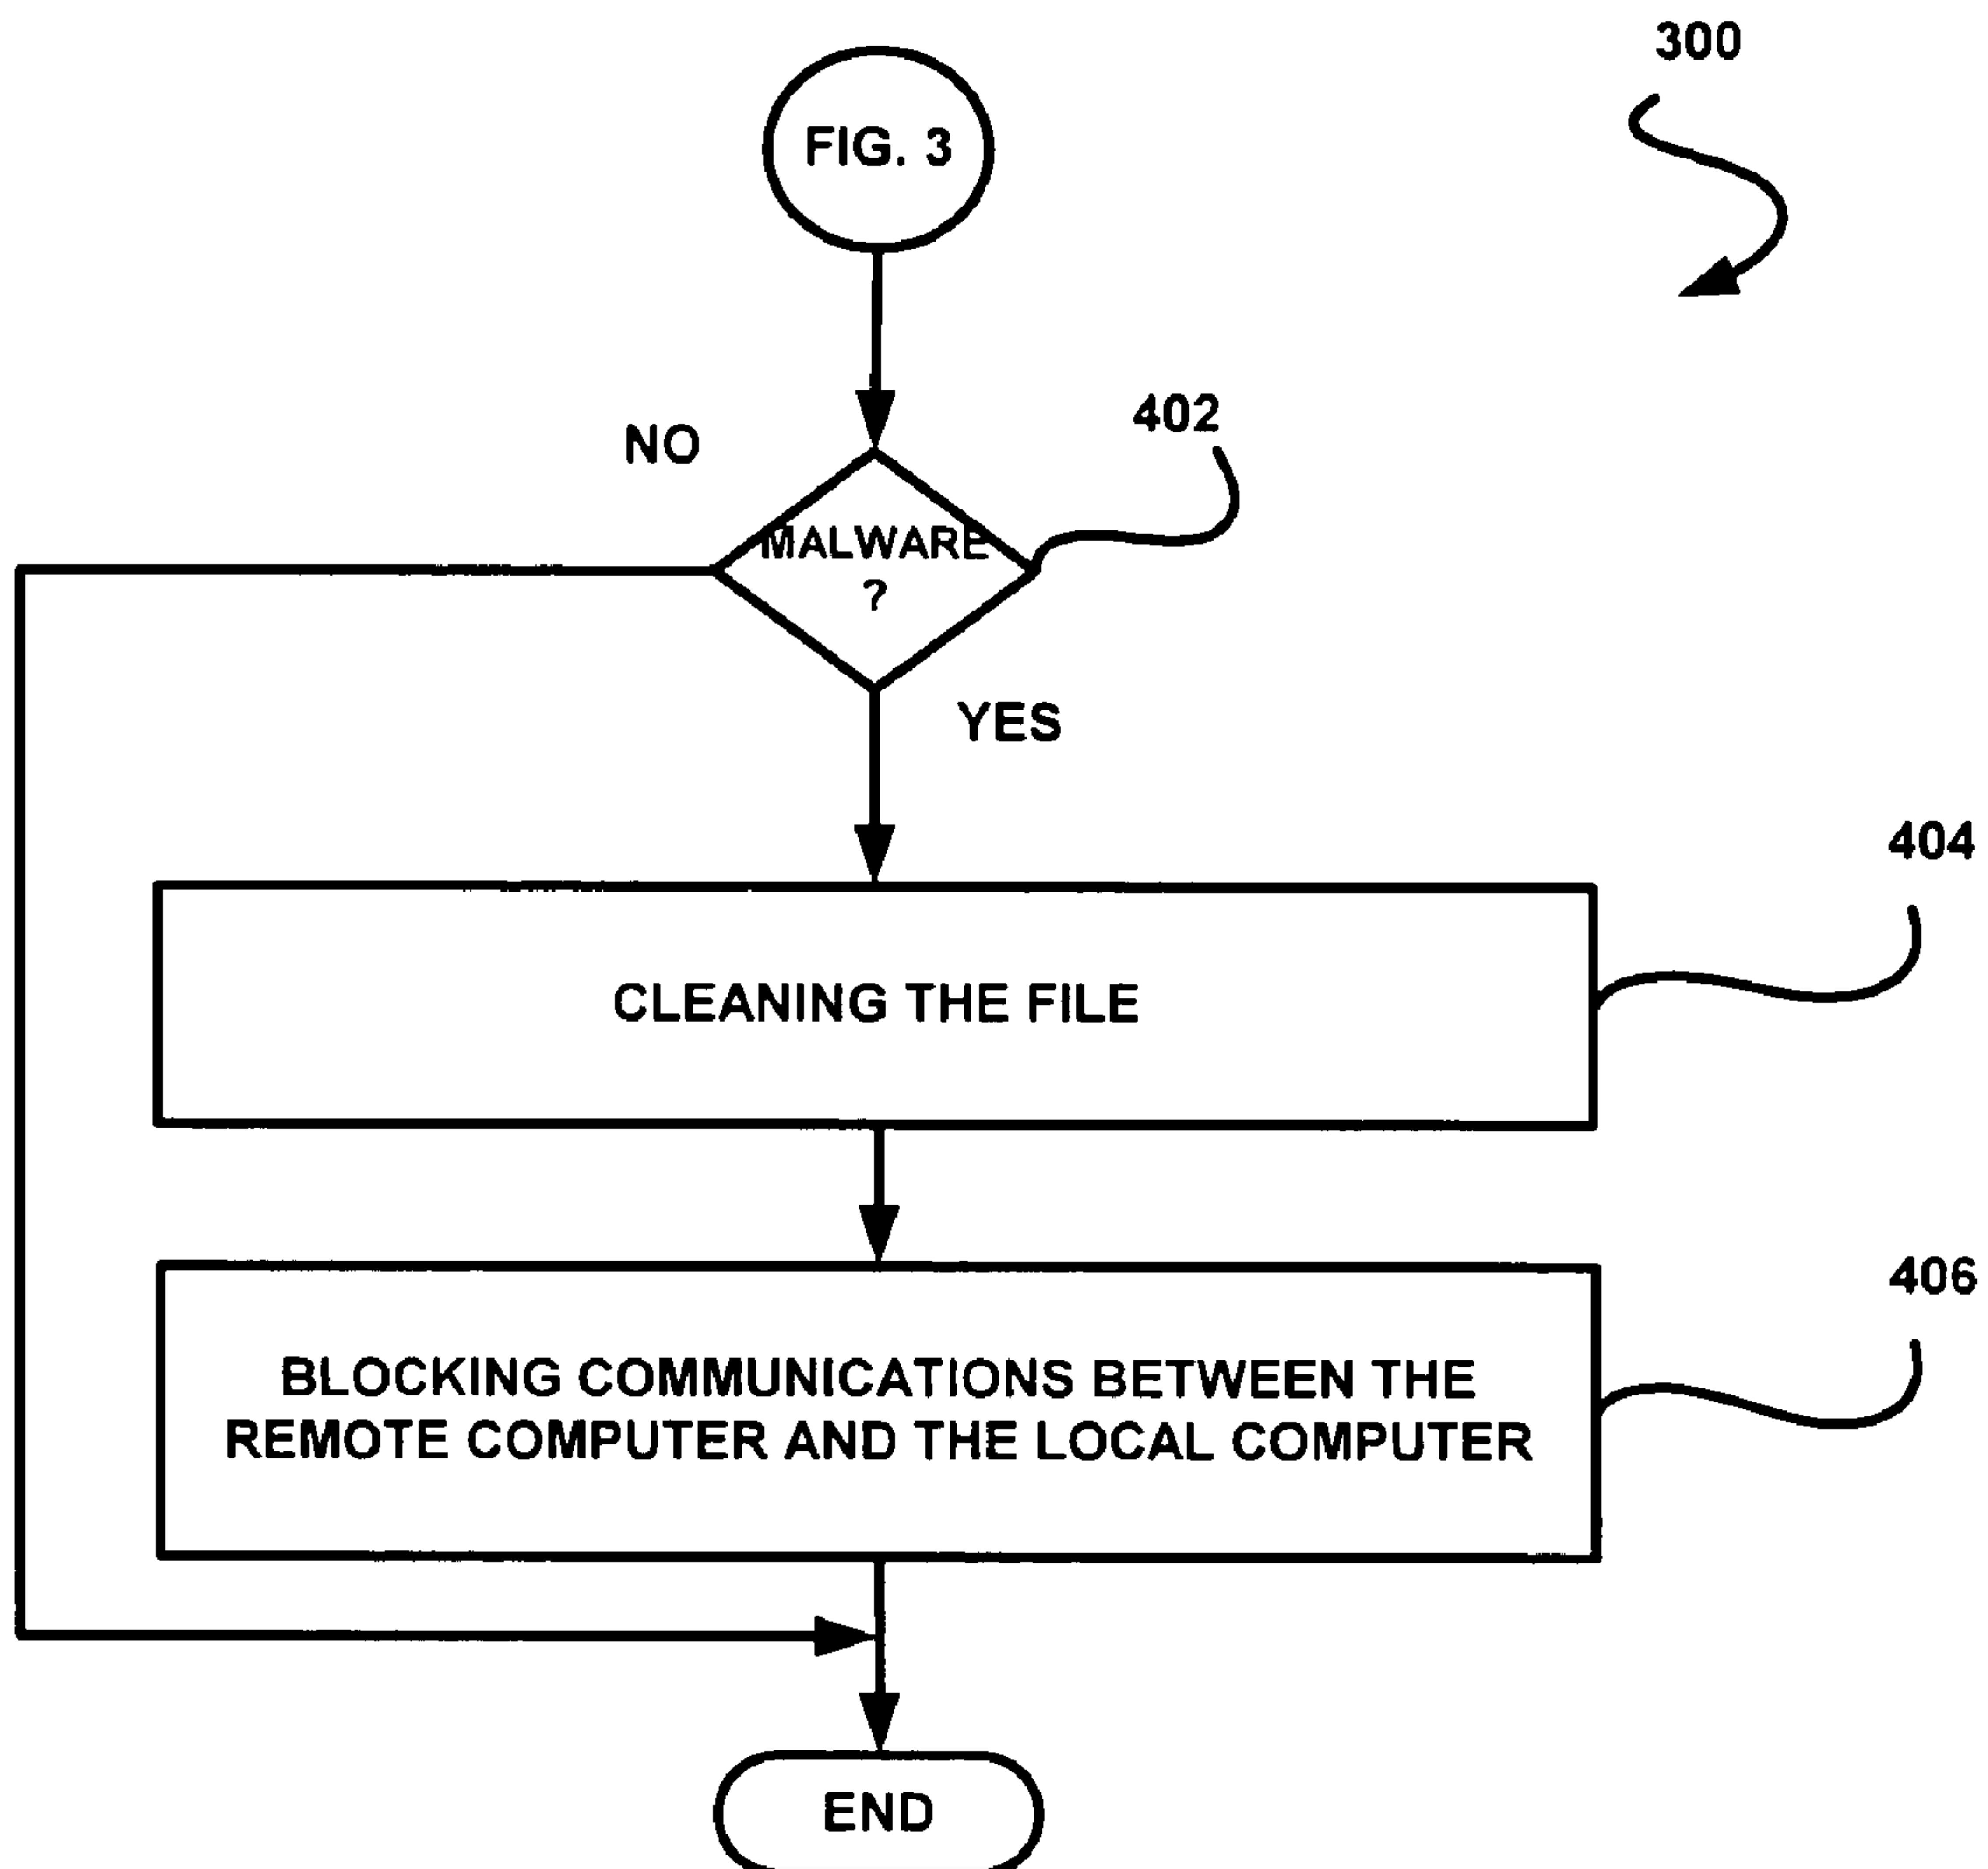 300
FIG. 3
402
NO
MALWARE
?
YES
404
CLEANING THE FILE
406
BLOCKING COMMUNICATIONS BETWEEN THE
REMOTE COMPUTER AND THE LOCAL COMPUTER
END